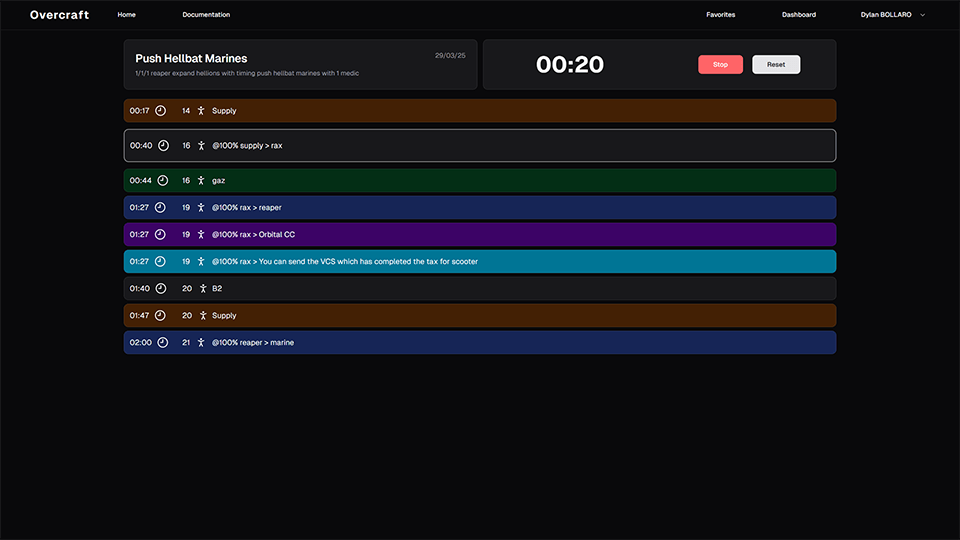 Overcraft Home Documentation Favorites Dashboard Dylan BOLLARO
Push Hellbat Marines 29/03/25
1/1/1 reaper expand hellions with timing push hellbat marines with 1 medic
00:20 Stop Reset
00:17 14 Supply
00:40 16 @100% supply > rax
00:44 16 gaz
01:27 19 @100% rax > reaper
01:27 19 @100% rax > Orbital CC
01:27 19 @100% rax > You can send the VCS which has completed the tax for scooter
01:40 20 B2
01:47 20 Supply
02:00 21 @100% reaper > marine